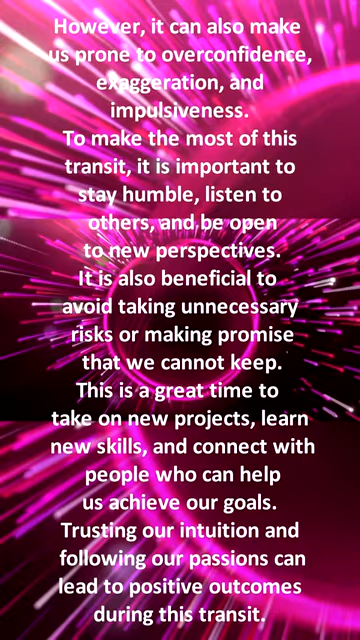 However, it can also make
us prone to overconfidence,
exaggeration, and
impulsiveness.
To make the most of this
transit, it is important to
stay humble, listen to
others, and be open
to new perspectives.
It is also beneficial to
avoid taking unnecessary
risks or making promise
that we cannot keep.
This is a great time to
take on new projects, learn
new skills, and connect with
people who can help
us achieve our goals.
Trusting our intuition and
following our passions can
lead to positive outcomes
during this transit.